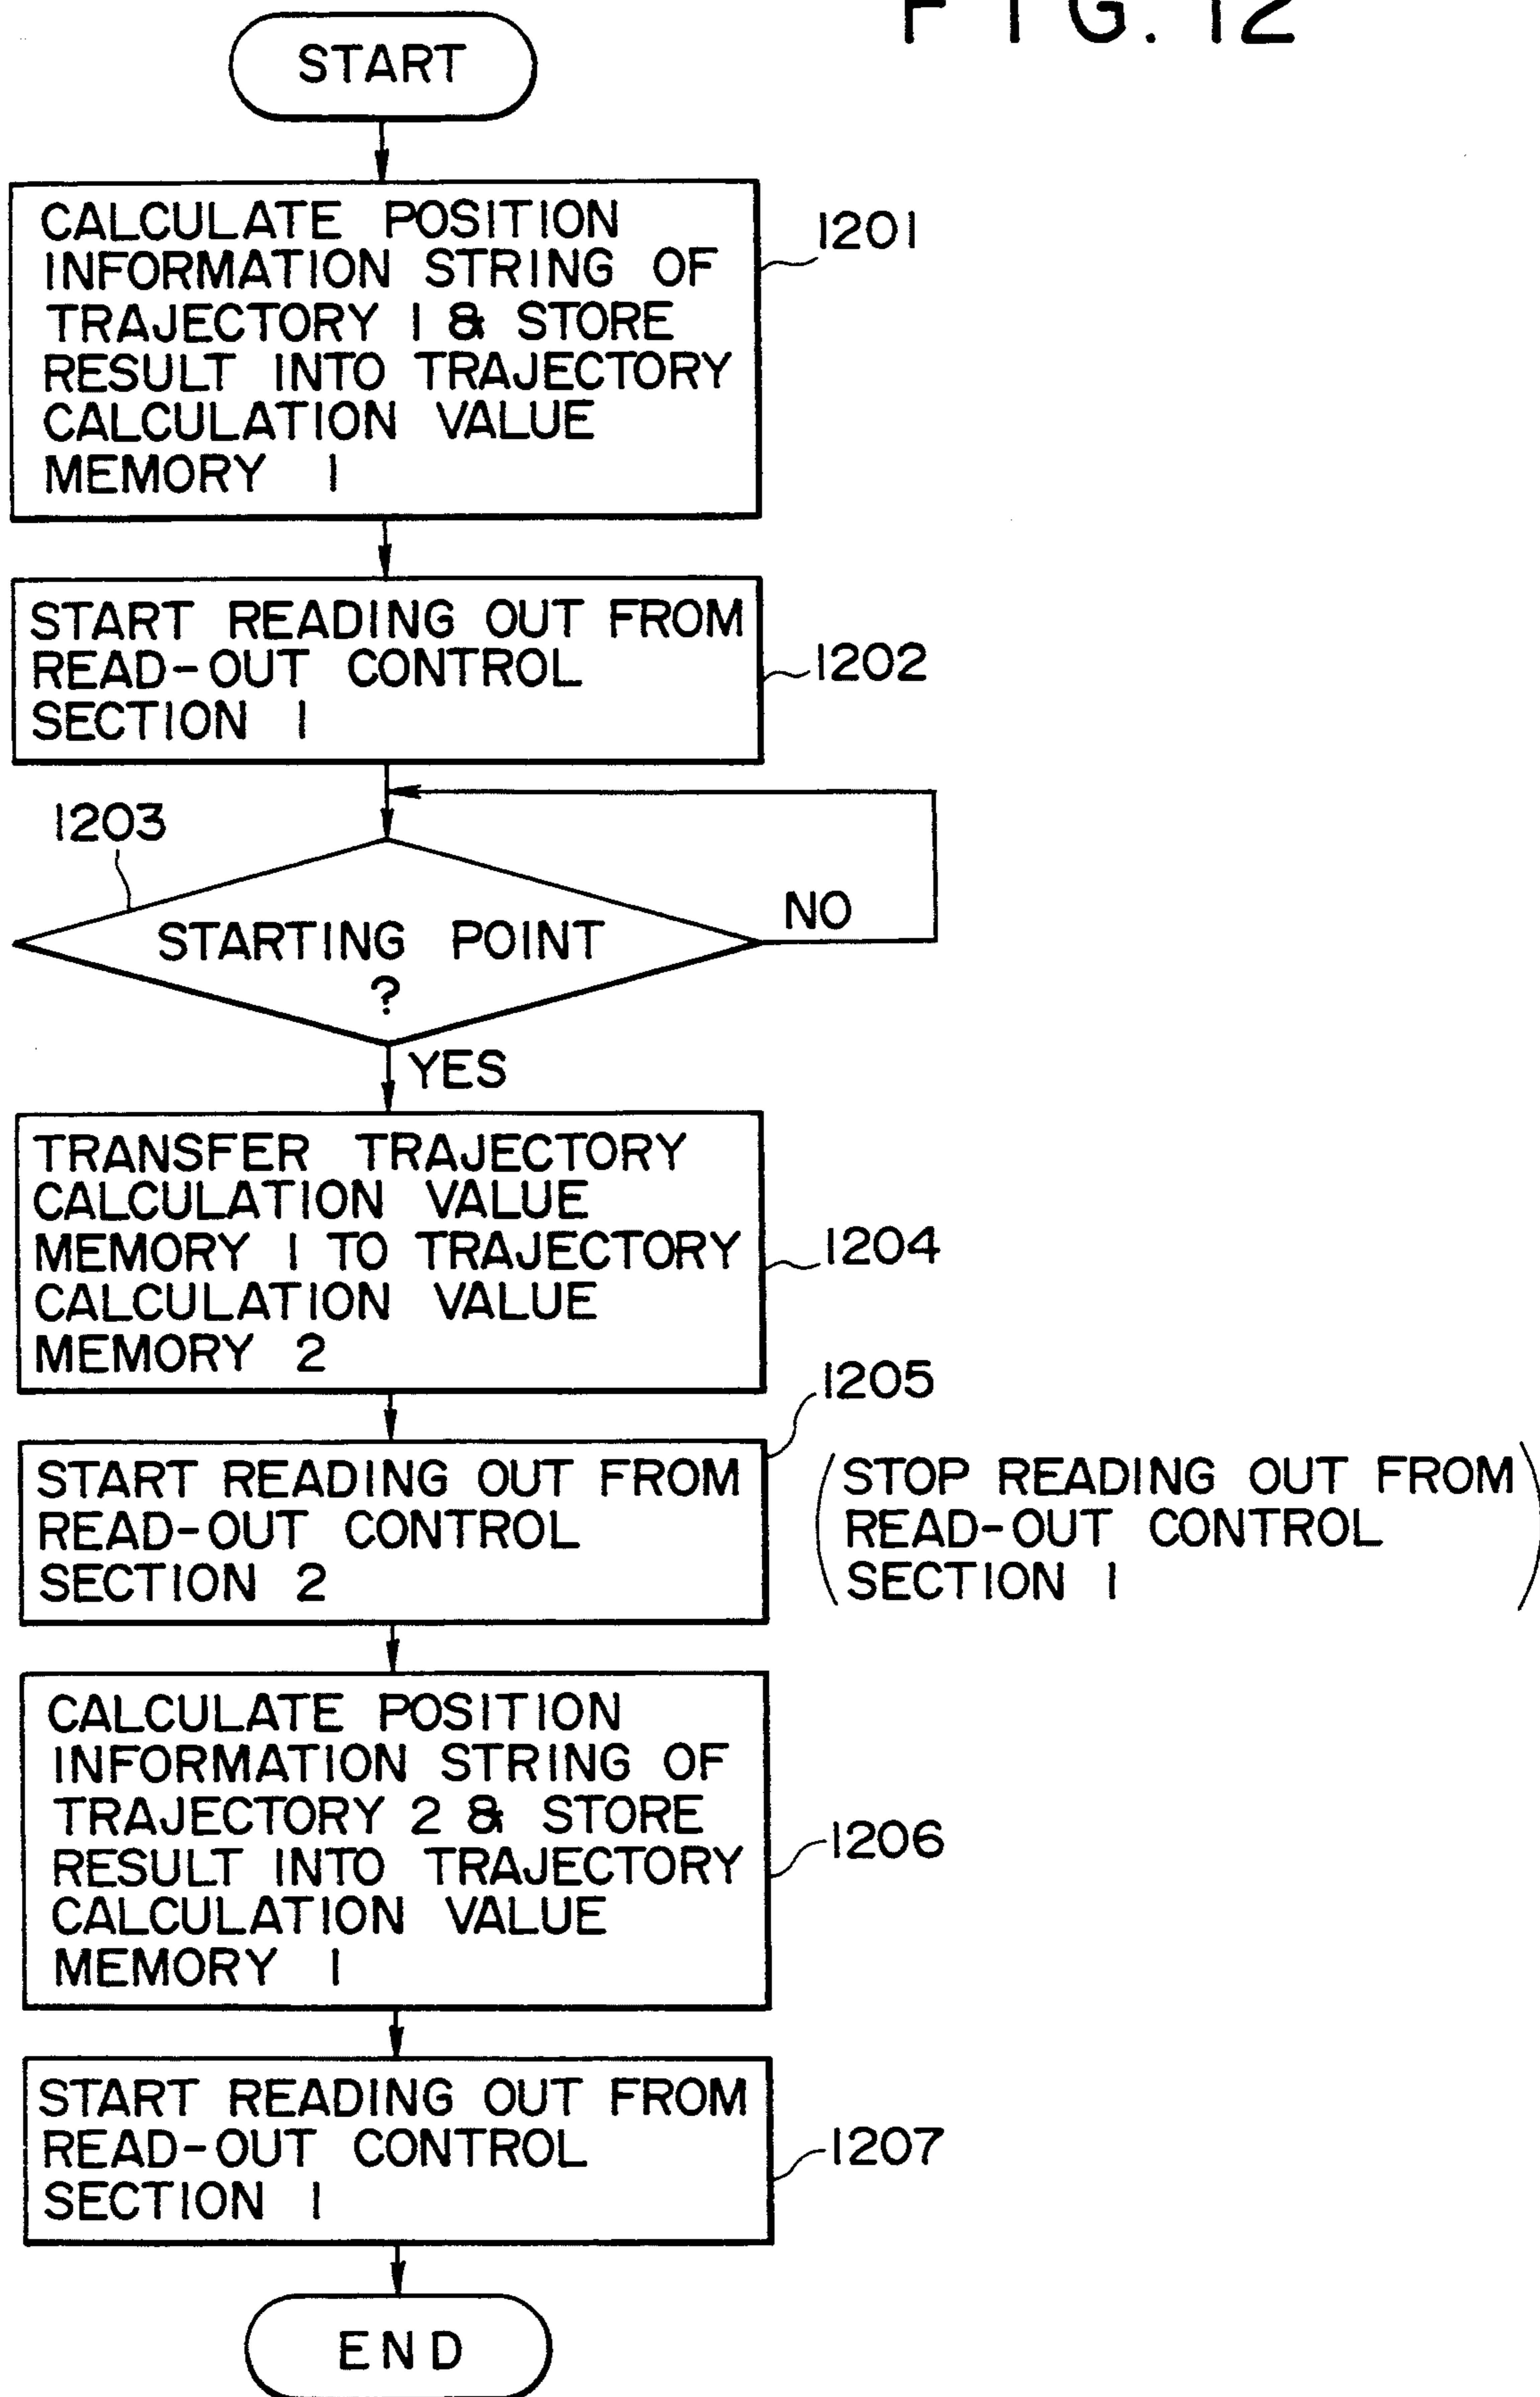 FIG. 12
START
CALCULATE POSITION
INFORMATION STRING OF
TRAJECTORY 1 & STORE
RESULT INTO TRAJECTORY
CALCULATION VALUE
MEMORY 1
1201
START READING OUT FROM
READ-OUT CONTROL
SECTION 1
1202
1203
STARTING POINT
?
NO
YES
TRANSFER TRAJECTORY
CALCULATION VALUE
MEMORY 1 TO TRAJECTORY
CALCULATION VALUE
MEMORY 2
1204
START READING OUT FROM
READ-OUT CONTROL
SECTION 2
1205
(STOP READING OUT FROM
READ-OUT CONTROL
SECTION 1)
CALCULATE POSITION
INFORMATION STRING OF
TRAJECTORY 2 & STORE
RESULT INTO TRAJECTORY
CALCULATION VALUE
MEMORY 1
1206
START READING OUT FROM
READ-OUT CONTROL
SECTION 1
1207
END